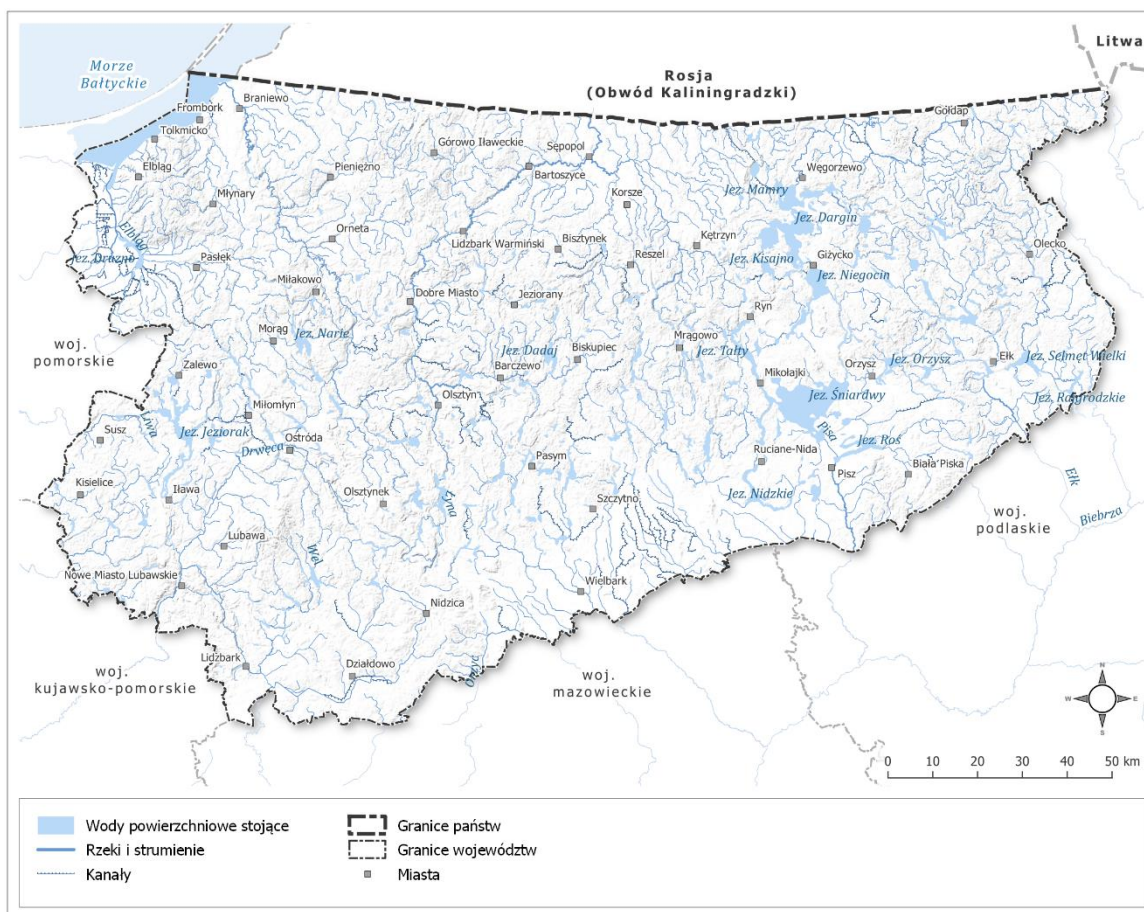 Litwa
Morze
Bałtyckie
Rosja
(Obwód Kaliningradzki)
Frombork
Braniewo
Gołdap
Tolkmicko
Górowo Iławeckie
Sępopol
Elbląg
Pieniężno
Bartoszyce
Węgorzewo
Młynary
Korsze
Jez. Mamry
Jez. Dargin
Elbląg
Orneta
Lidzbark Warmiński
Bisztynek
Kętrzyn
Olecko
Jez. Drużno
Pasłęk
Reszel
Jez. Kisajno
Giżycko
Jez. Niegocin
Miłakowo
Dobre Miasto
Jeziorany
Ryn
woj.
pomorskie
Morąg
Jez. Narie
Jez. Dadaj
Biskupiec
Mrągowo
Jez. Tałty
Orzysz
Jez. Orzysz
Ełk
Jez. Selmęt Wielki
Zalewo
Barczewo
Mikołajki
Jez. Śniardwy
Jez. Rajgrodzkie
Liwa
Miłomłyn
Olsztyn
Susz
Jez. Jeziorak
Drwęca
Ostróda
Pisa
Jez. Roś
Kisielice
Iława
Olsztynek
Łyna
Pasym
Szczytno
Ruciane-Nida
Pisz
Biała Piska
Jez. Nidzkie
Ełk
Biebrza
woj.
podlaskie
Lubawa
Wel
Nowe Miasto Lubawskie
Wielbark
Nidzica
Lidzbark
Działdowo
Orzyc
woj.
kujawsko-pomorskie
woj.
mazowieckie
N
W
E
S
0 10 20 30 40 50 km
Wody powierzchniowe stojące
Rzeki i strumienie
Kanały
Granice państw
Granice województw
Miasta